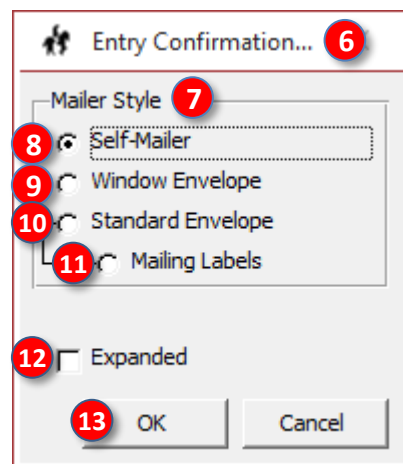 Entry Confirmation... 6
Mailer Style 7
8 Self-Mailer
9 Window Envelope
10 Standard Envelope
11 Mailing Labels
12 Expanded
13 OK Cancel